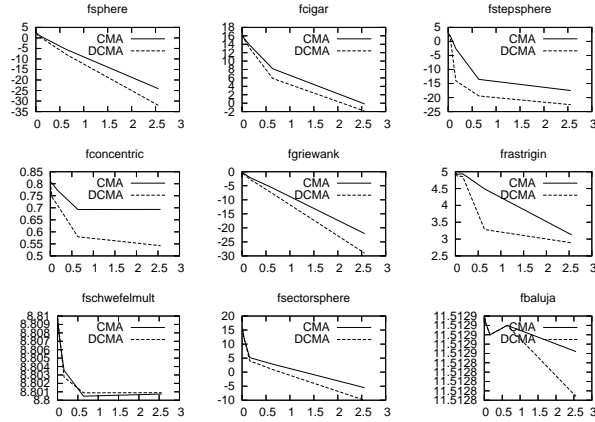 fsphere
5
0
-5
-10
-15
-20
-25
-30
-35
CMA
DCMA
0 0.5 1 1.5 2 2.5 3
fcigar
16
14
12
10
8
6
4
2
0
-2
CMA
DCMA
0 0.5 1 1.5 2 2.5 3
fstepsphere
5
0
-5
-10
-15
-20
-25
CMA
DCMA
0 0.5 1 1.5 2 2.5 3
fconcentric
0.85
0.8
0.75
0.7
0.65
0.6
0.55
0.5
CMA
DCMA
0 0.5 1 1.5 2 2.5 3
fgriewank
0
-5
-10
-15
-20
-25
-30
CMA
DCMA
0 0.5 1 1.5 2 2.5 3
frastrigin
5
4.5
4
3.5
3
2.5
CMA
DCMA
0 0.5 1 1.5 2 2.5 3
fschwefelmult
8.81
8.809
8.808
8.807
8.806
8.805
8.804
8.803
8.802
8.801
8.8
CMA
DCMA
0 0.5 1 1.5 2 2.5 3
fsectorsphere
20
15
10
5
0
-5
-10
CMA
DCMA
0 0.5 1 1.5 2 2.5 3
fbaluja
11.5129
11.5129
11.5129
11.5129
11.5129
11.5128
11.5128
11.5128
11.5128
CMA
DCMA
0 0.5 1 1.5 2 2.5 3